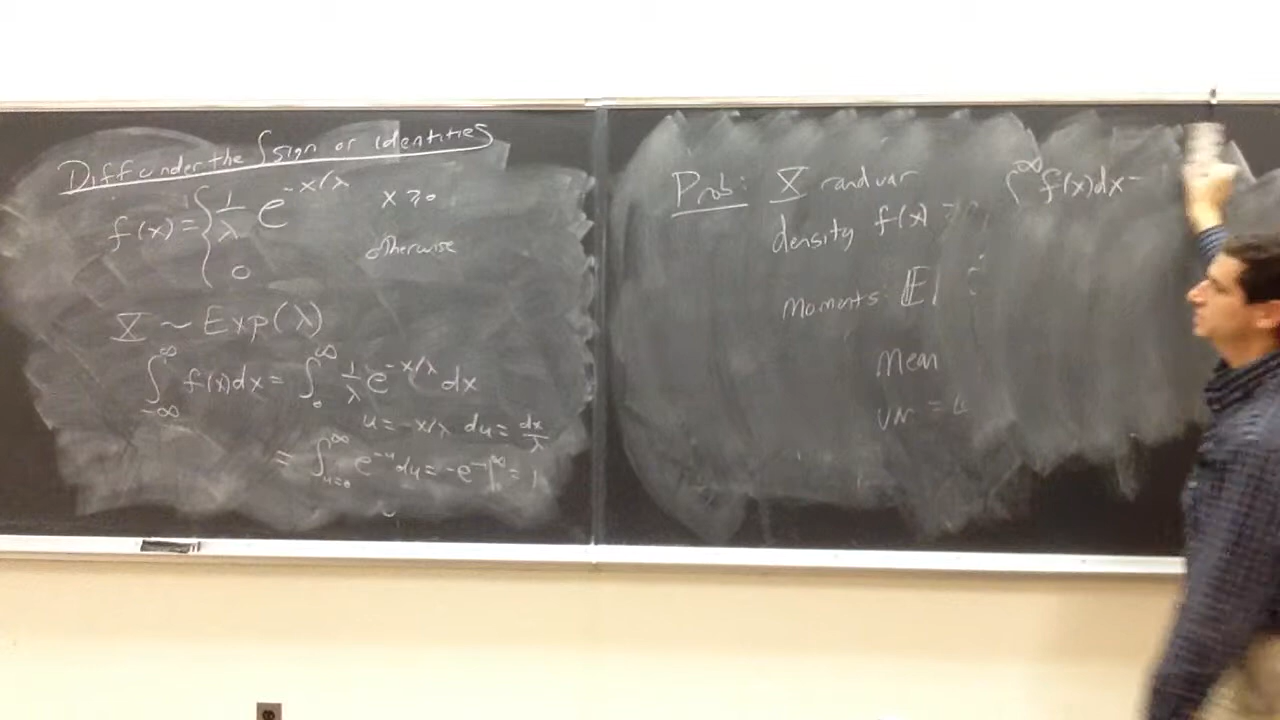 Diff under the ∫ sign or identities
f(x) = { 1/λ e^{-x/λ} x ≥ 0
0 otherwise
X ~ Exp(λ)
∫_{-∞}^{∞} f(x)dx = ∫_0^∞ 1/λ e^{-x/λ} dx
u = -x/λ du = dx/λ
= ∫_{u=0}^{∞} e^{-u} du = -e^{-u}|_0^∞ = 1
Prob: X rand var
density f(x) ≥ ∫^∞ f(x)dx =
Moments: E[
Mean
var =